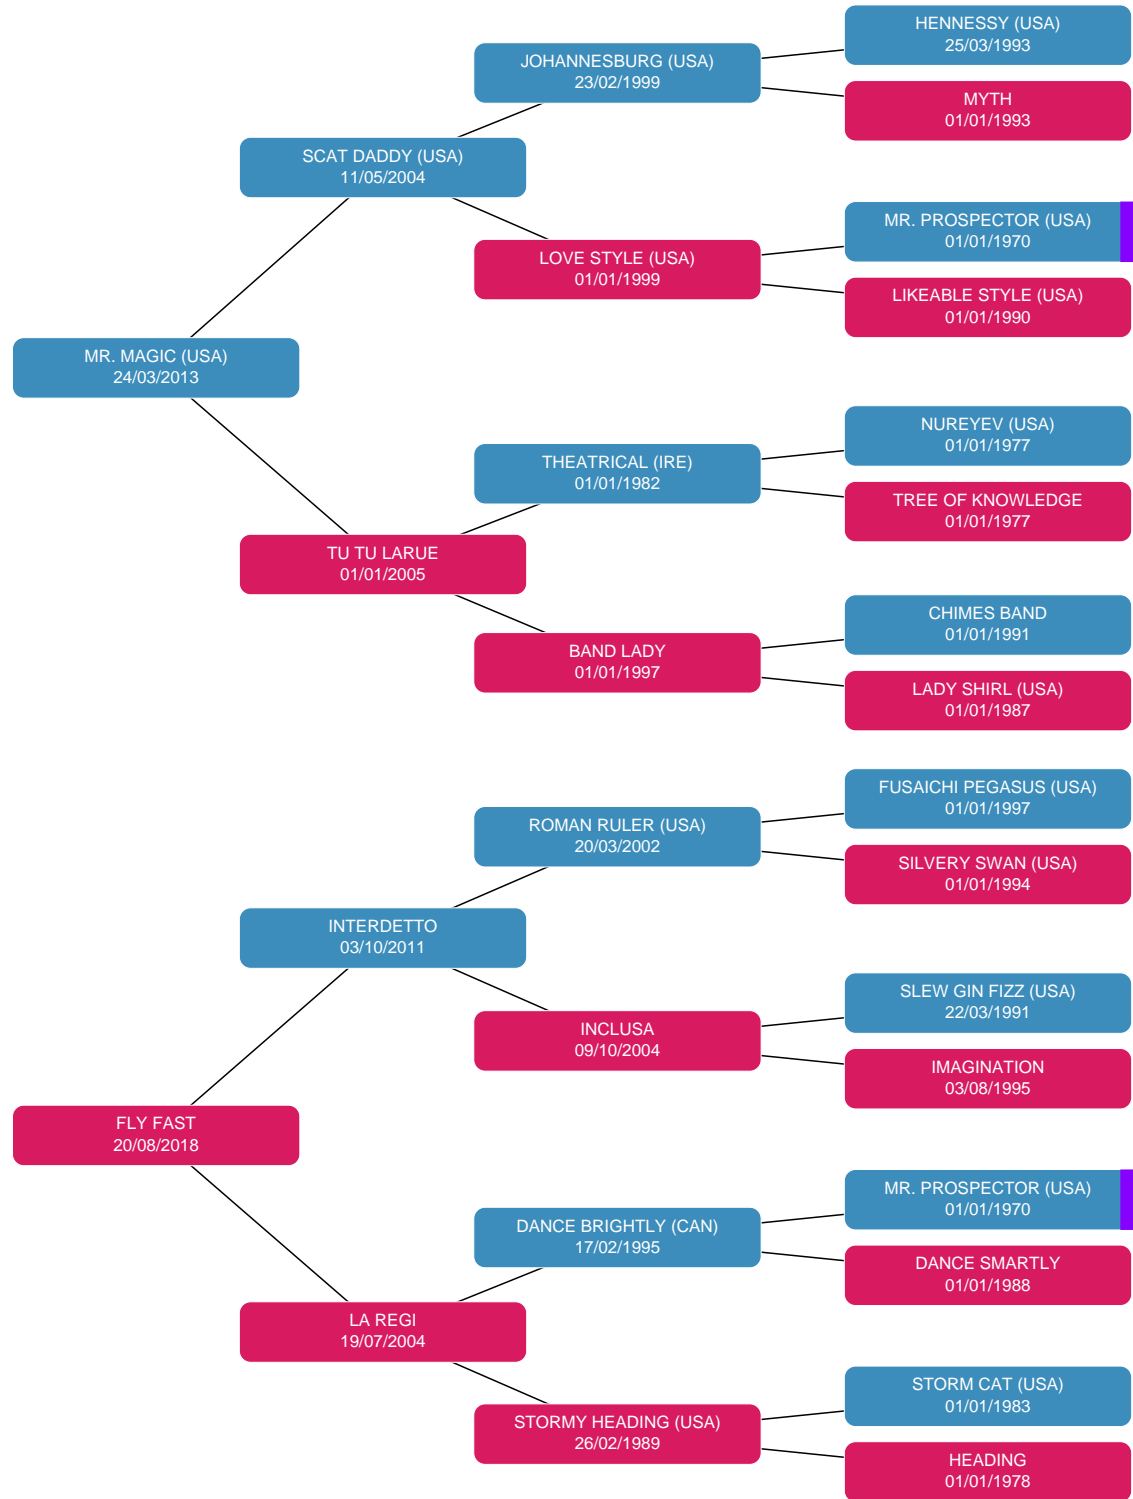 HENNESSY (USA)
25/03/1993
JOHANNESBURG (USA)
23/02/1999
MYTH
01/01/1993
SCAT DADDY (USA)
11/05/2004
MR. PROSPECTOR (USA)
01/01/1970
LOVE STYLE (USA)
01/01/1999
LIKEABLE STYLE (USA)
01/01/1990
MR. MAGIC (USA)
24/03/2013
NUREYEV (USA)
01/01/1977
THEATRICAL (IRE)
01/01/1982
TREE OF KNOWLEDGE
01/01/1977
TU TU LARUE
01/01/2005
CHIMES BAND
01/01/1991
BAND LADY
01/01/1997
LADY SHIRL (USA)
01/01/1987
FUSAICHI PEGASUS (USA)
01/01/1997
ROMAN RULER (USA)
20/03/2002
SILVERY SWAN (USA)
01/01/1994
INTERDETTO
03/10/2011
SLEW GIN FIZZ (USA)
22/03/1991
INCLUSA
09/10/2004
IMAGINATION
03/08/1995
FLY FAST
20/08/2018
MR. PROSPECTOR (USA)
01/01/1970
DANCE BRIGHTLY (CAN)
17/02/1995
DANCE SMARTLY
01/01/1988
LA REGI
19/07/2004
STORM CAT (USA)
01/01/1983
STORMY HEADING (USA)
26/02/1989
HEADING
01/01/1978